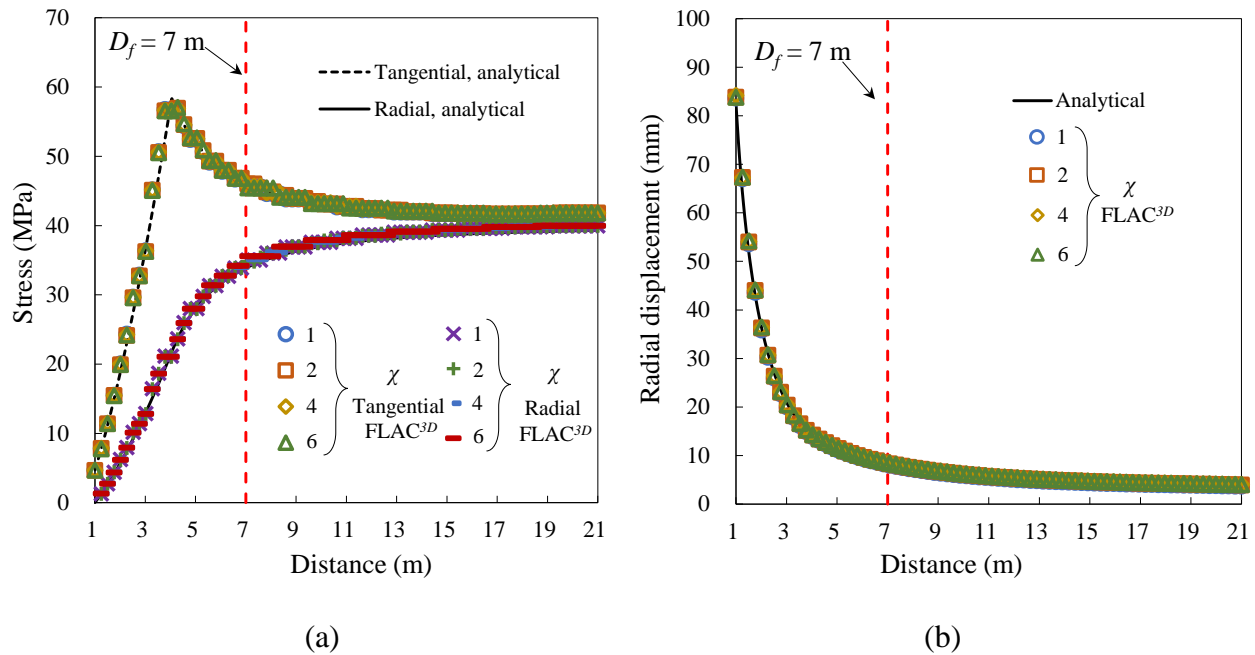 70
60
50
40
30
20
10
0
Stress (MPa)
D_f = 7 m
Tangential, analytical
Radial, analytical
1
2
4
6
χ
Tangential
FLAC3D
1
2
4
6
χ
Radial
FLAC3D
1 3 5 7 9 11 13 15 17 19 21
Distance (m)
(a)
100
90
80
70
60
50
40
30
20
10
0
Radial displacement (mm)
D_f = 7 m
Analytical
1
2
4
6
χ
FLAC3D
1 3 5 7 9 11 13 15 17 19 21
Distance (m)
(b)